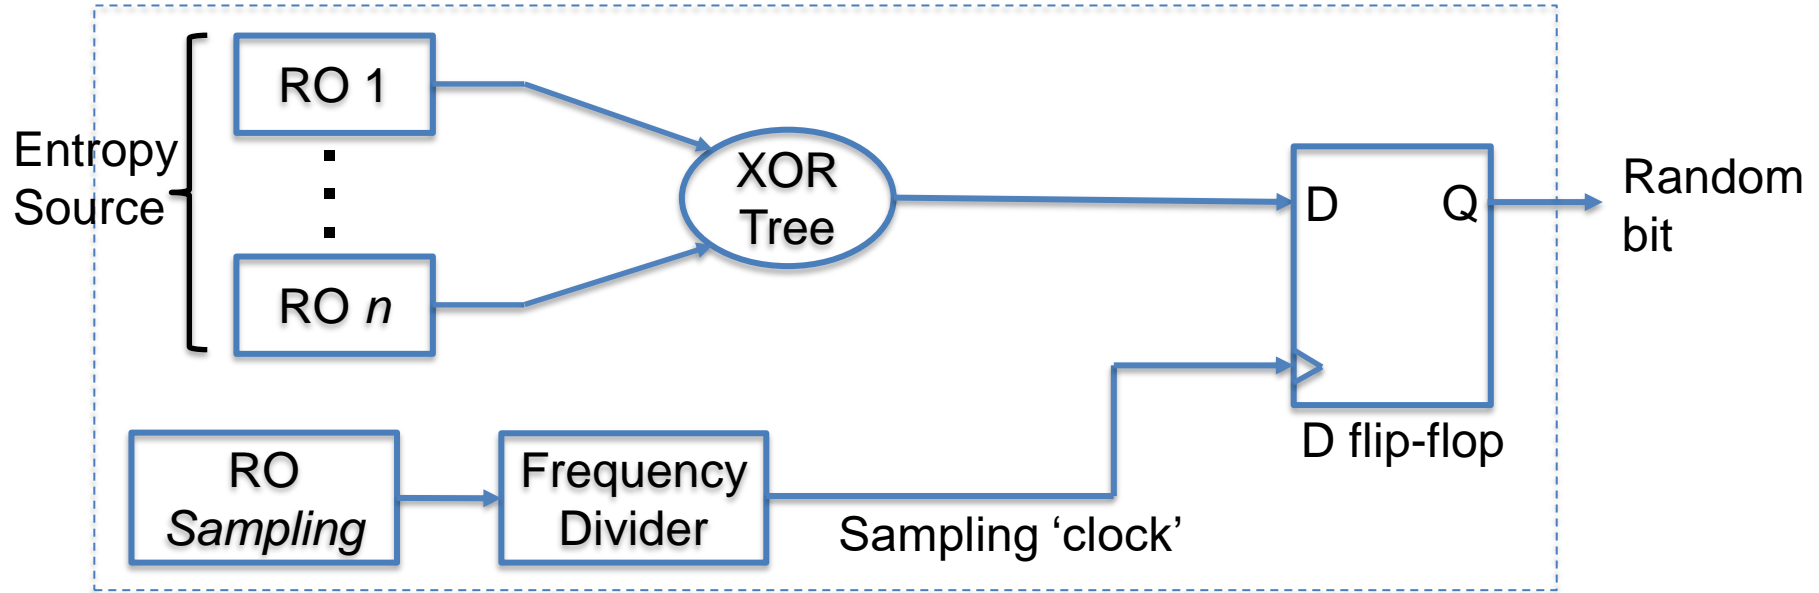 RO 1
Entropy
Source
RO n
XOR
Tree
D Q
Random
bit
D flip-flop
RO
Sampling
Frequency
Divider
Sampling ‘clock’